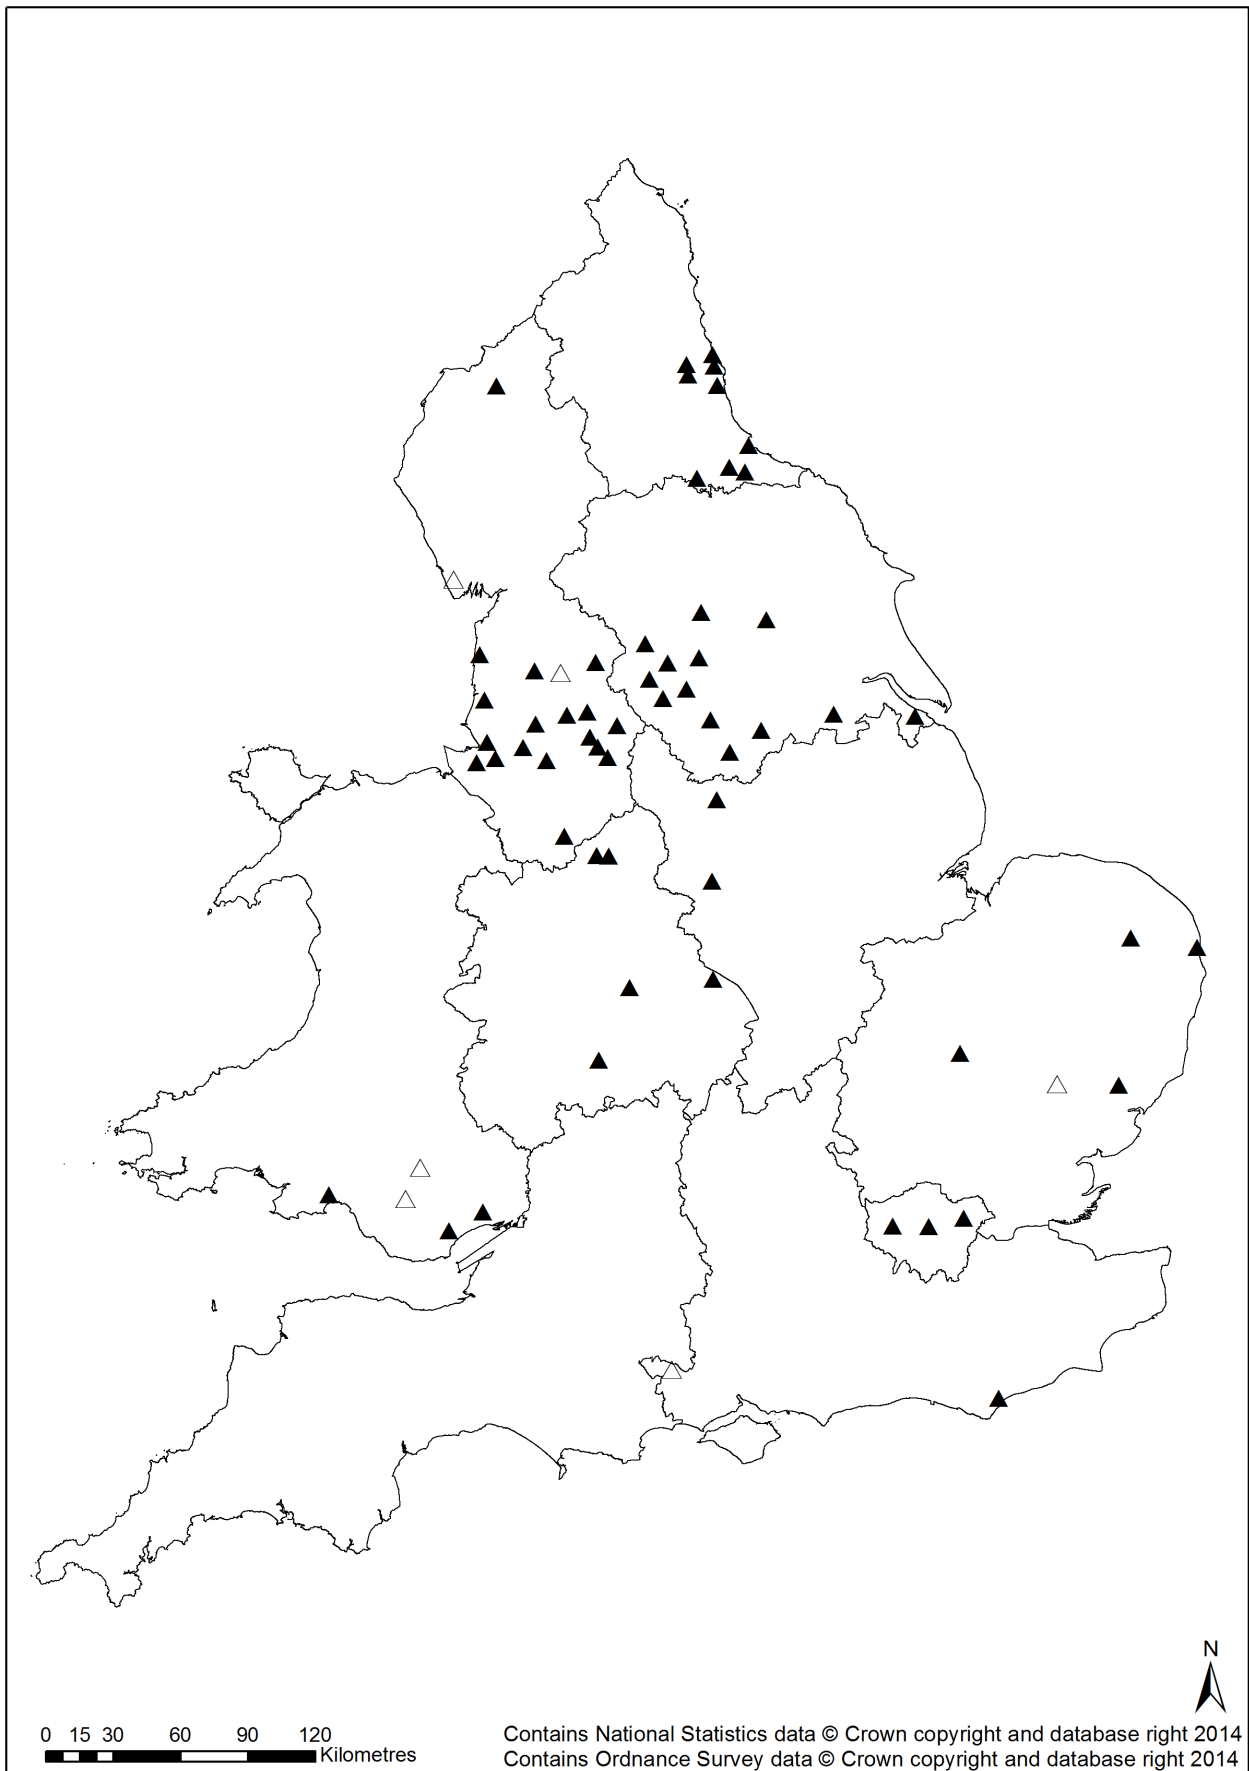 N
0 15 30 60 90 120
Kilometres
Contains National Statistics data © Crown copyright and database right 2014
Contains Ordnance Survey data © Crown copyright and database right 2014